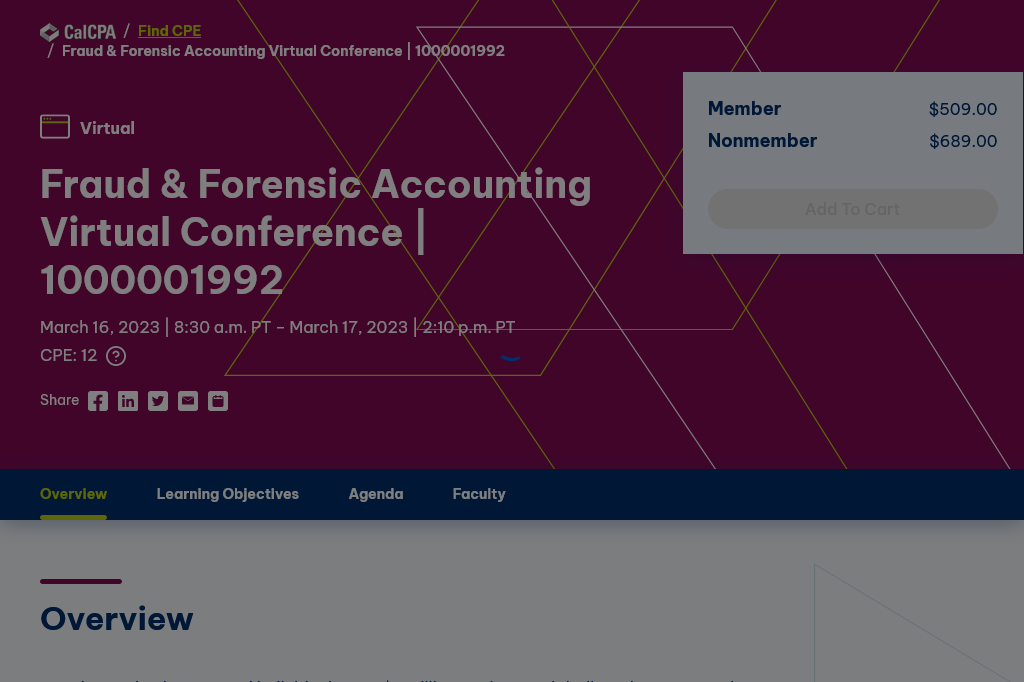 CalCPA / Find CPE
/ Fraud & Forensic Accounting Virtual Conference | 1000001992
Virtual
Fraud & Forensic Accounting
Virtual Conference |
1000001992
March 16, 2023 | 8:30 a.m. PT – March 17, 2023 | 2:10 p.m. PT
CPE: 12 ?
Share
Member $509.00
Nonmember $689.00
Add To Cart
Overview Learning Objectives Agenda Faculty
Overview